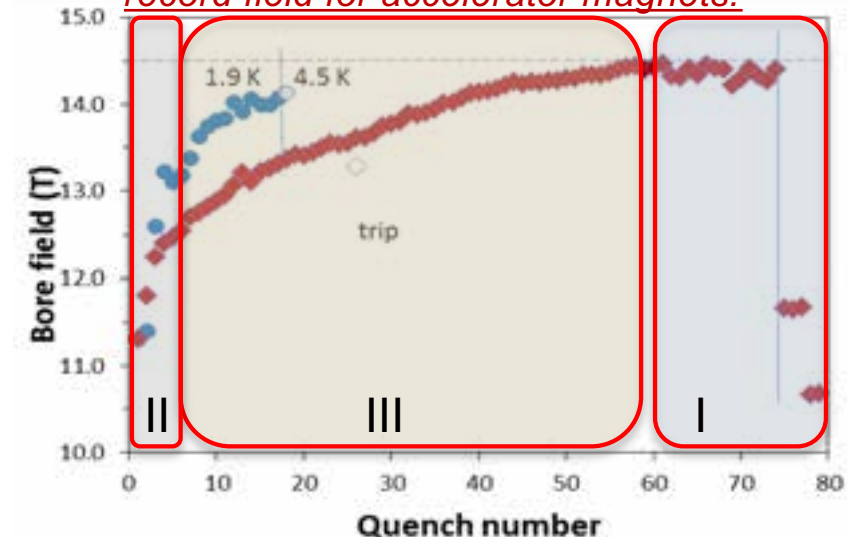 record field for accelerator magnets.
15.0
14.0
13.0
12.0
11.0
10.0
Bore field (T)
1.9 K 4.5 K
trip
II
III
I
0 10 20 30 40 50 60 70 80
Quench number